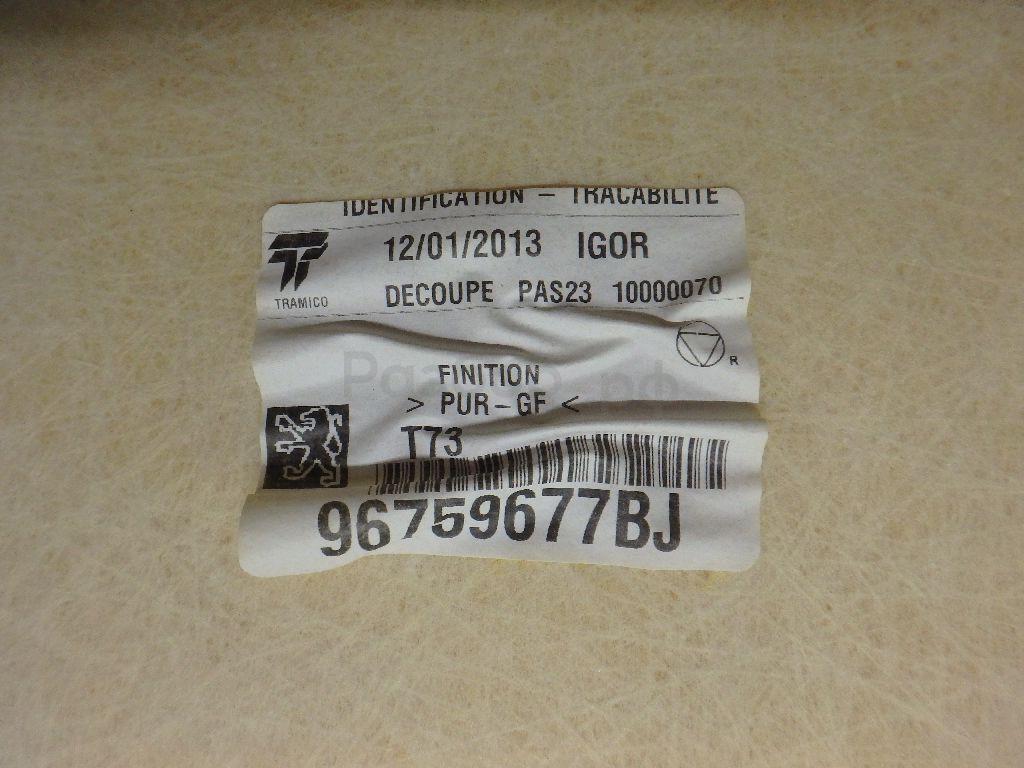 IDENTIFICATION - TRACABILITE
12/01/2013 IGOR
TRAMICO
DECOUPE PAS23 10000070
R
FINITION
> PUR-GF <
T73
96759677BJ